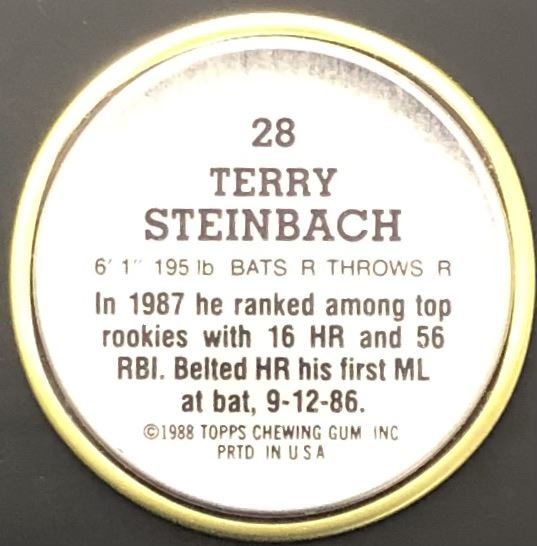 28
TERRY
STEINBACH
6' 1" 195 lb BATS R THROWS R
In 1987 he ranked among top
rookies with 16 HR and 56
RBI. Belted HR his first ML
at bat, 9-12-86.
©1988 TOPPS CHEWING GUM INC
PRTD IN U S A